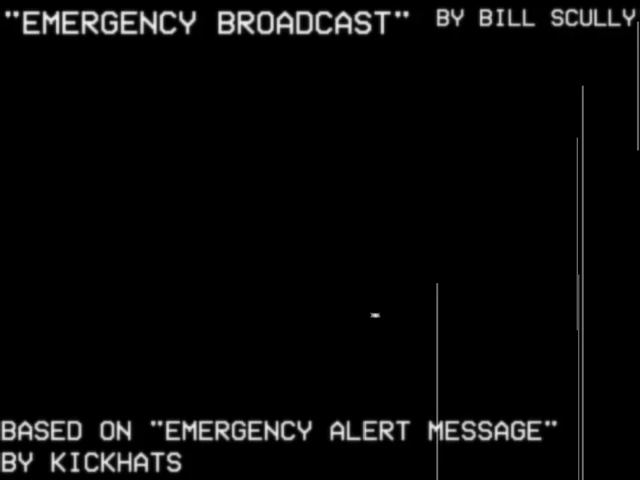 "EMERGENCY BROADCAST" BY BILL SCULLY
BASED ON "EMERGENCY ALERT MESSAGE"
BY KICKHATS